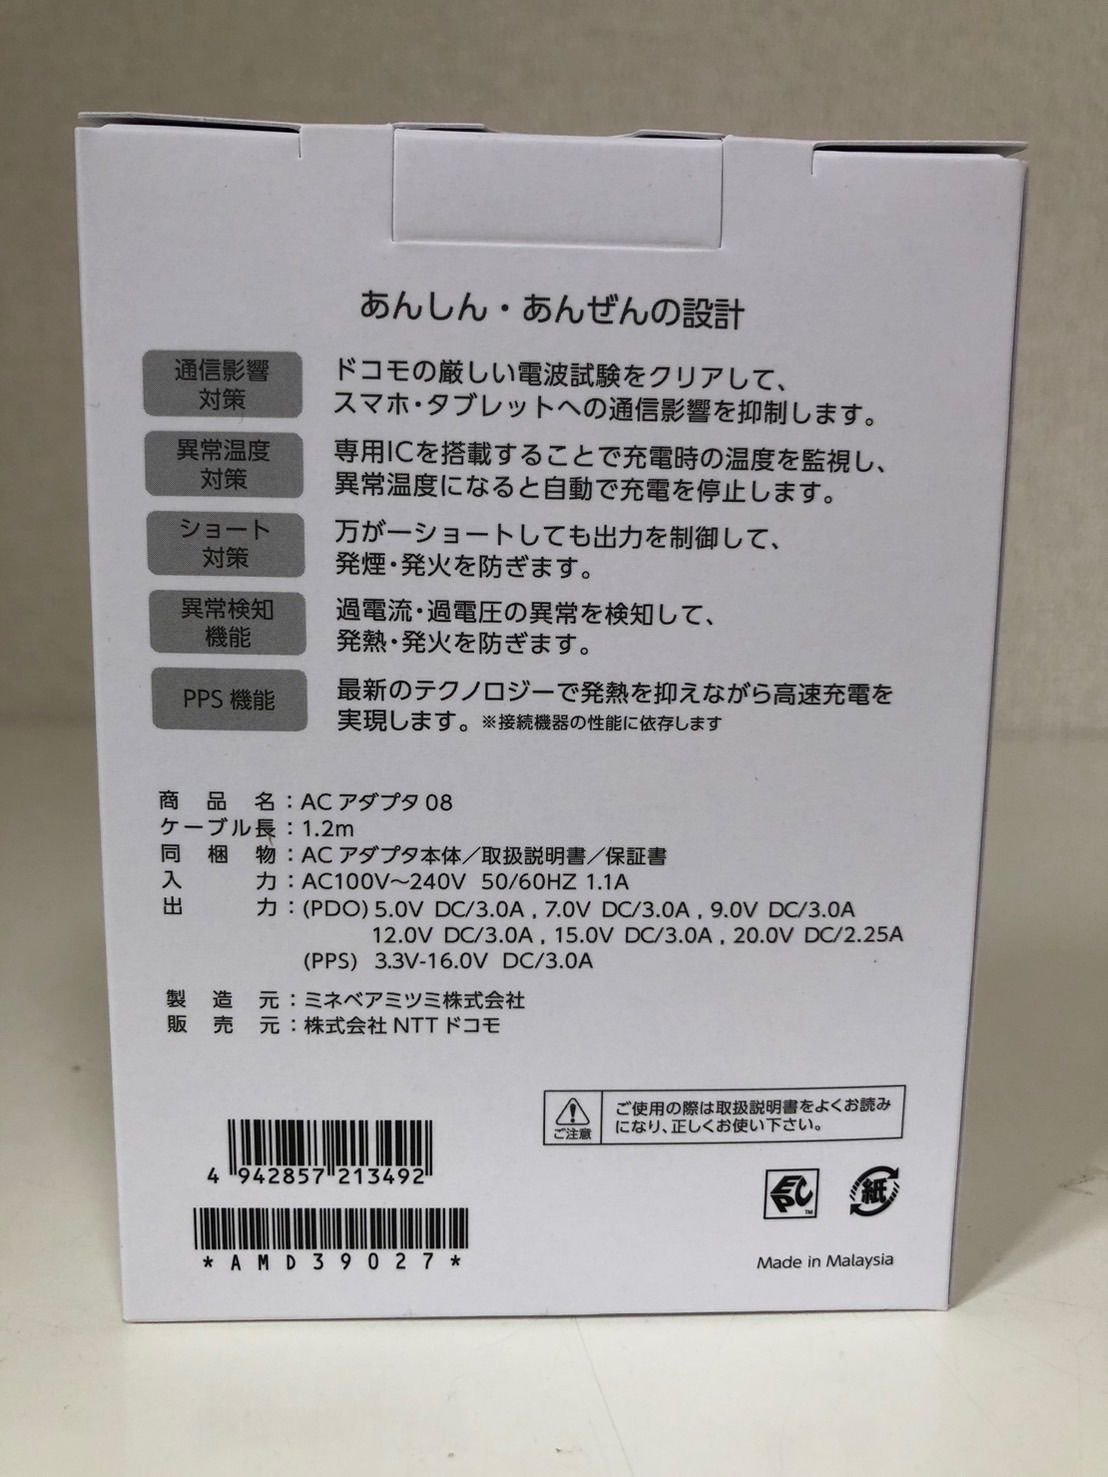 あんしん・あんぜんの設計
通信影響
対策
ドコモの厳しい電波試験をクリアして、
スマホ・タブレットへの通信影響を抑制します。
異常温度
対策
専用ICを搭載することで充電時の温度を監視し、
異常温度になると自動で充電を停止します。
ショート
対策
万が一ショートしても出力を制御して、
発煙・発火を防ぎます。
異常検知
機能
過電流・過電圧の異常を検知して、
発熱・発火を防ぎます。
PPS 機能
最新のテクノロジーで発熱を抑えながら高速充電を
実現します。※接続機器の性能に依存します
商品名：AC アダプタ 08
ケーブル長：1.2m
同梱物：AC アダプタ本体／取扱説明書／保証書
入力：AC100V～240V 50/60HZ 1.1A
出力：(PDO) 5.0V DC/3.0A , 7.0V DC/3.0A , 9.0V DC/3.0A
12.0V DC/3.0A , 15.0V DC/3.0A , 20.0V DC/2.25A
(PPS) 3.3V-16.0V DC/3.0A
製造元：ミネベアミツミ株式会社
販売元：株式会社 NTT ドコモ
ご注意
ご使用の際は取扱説明書をよくお読み
になり、正しくお使い下さい。
4 942857 213492
*AMD39027*
EPC TM
紙
Made in Malaysia